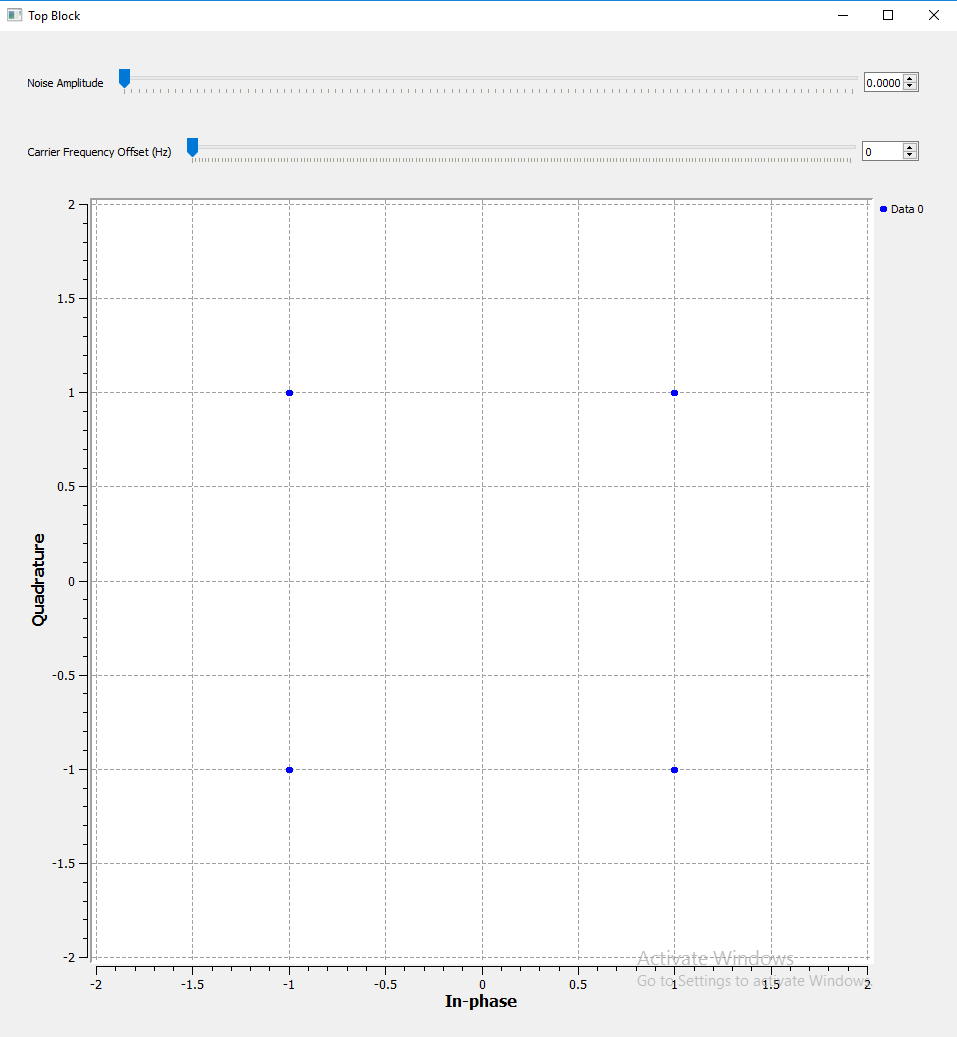 Top Block
Noise Amplitude 0.0000
Carrier Frequency Offset (Hz) 0
Data 0
2
1.5
1
0.5
0
-0.5
-1
-1.5
-2
Quadrature
-2 -1.5 -1 -0.5 0 0.5 1 1.5 2
In-phase
Activate Windows
Go to Settings to activate Windows.